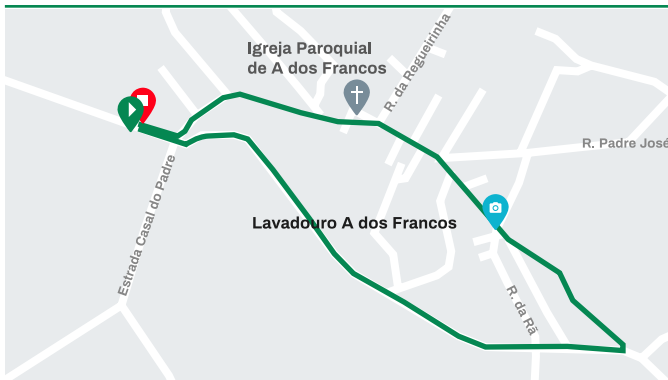 Igreja Paroquial
de A dos Francos
R. da Regueirinha
R. Padre José
Estrada Casal do Padre
Lavadouro A dos Francos
R. da Rã